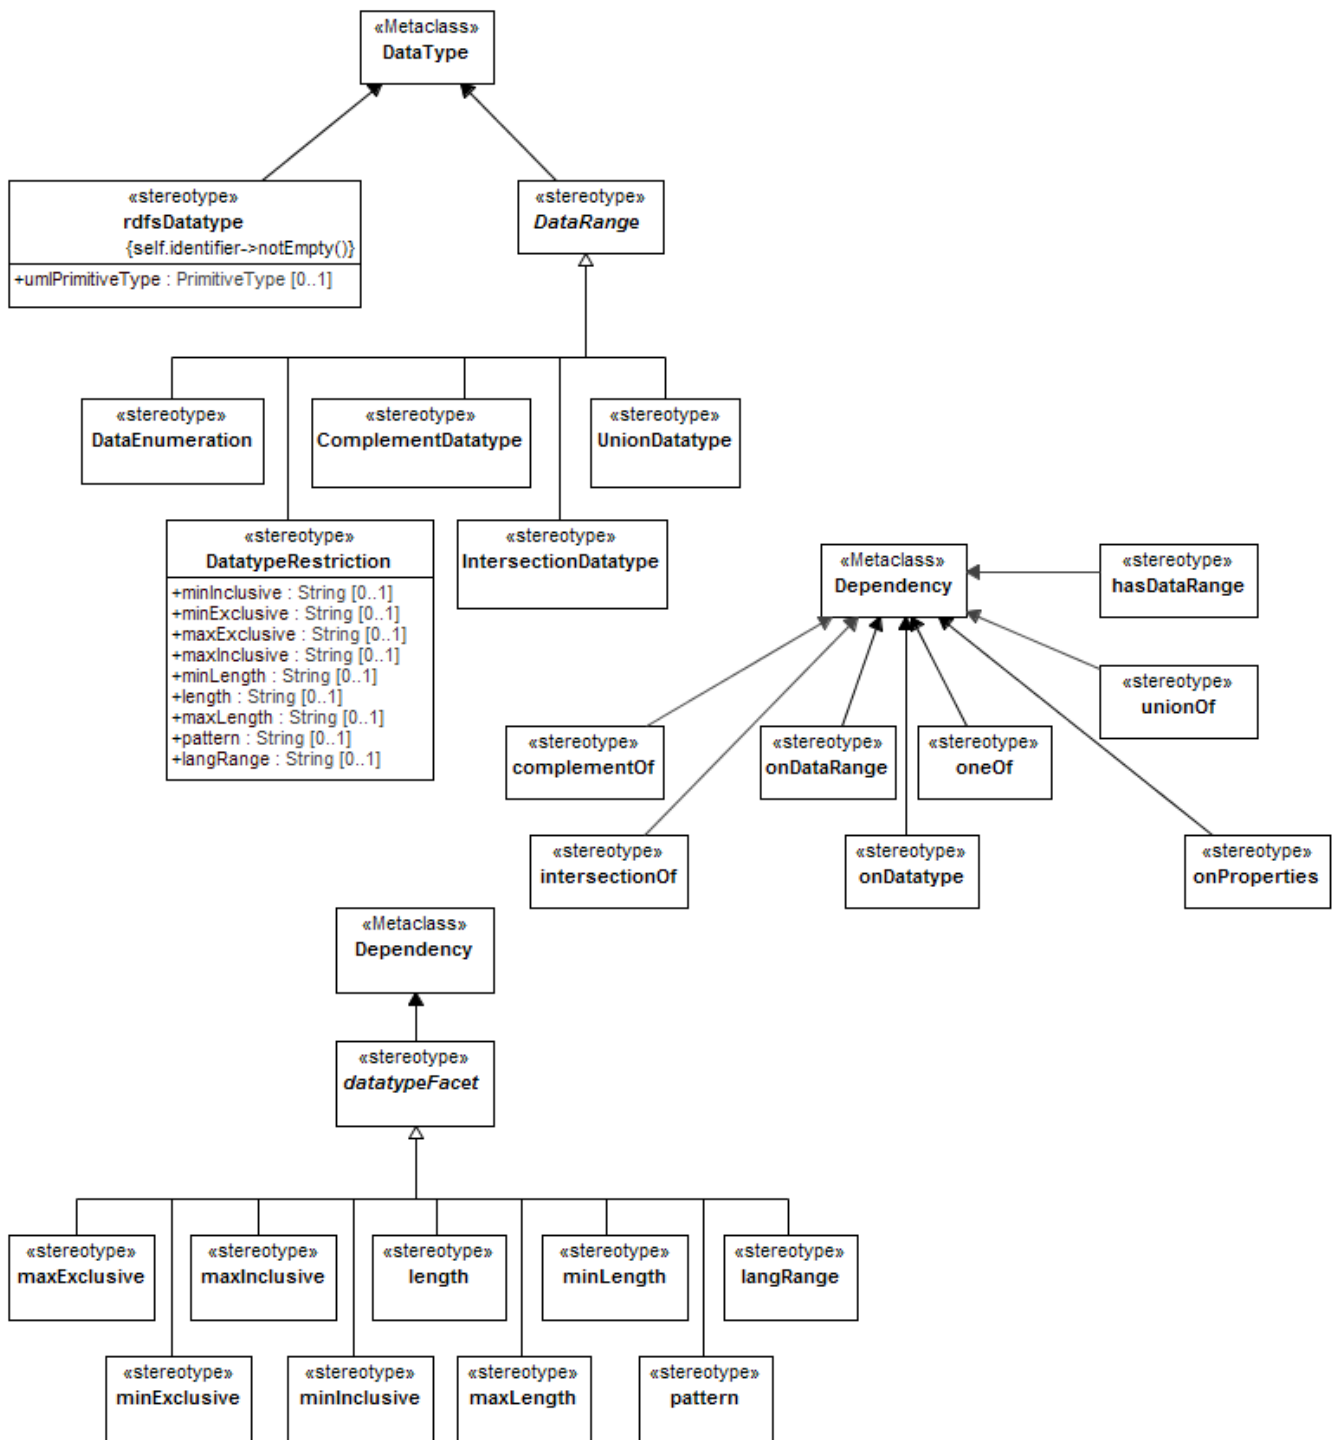 «Metaclass»
DataType
«stereotype»
rdfsDatatype
{self.identifier->notEmpty()}
+umlPrimitiveType : PrimitiveType [0..1]
«stereotype»
DataRange
«stereotype»
DataEnumeration
«stereotype»
ComplementDatatype
«stereotype»
UnionDatatype
«stereotype»
DatatypeRestriction
+minInclusive : String [0..1]
+minExclusive : String [0..1]
+maxExclusive : String [0..1]
+maxInclusive : String [0..1]
+minLength : String [0..1]
+length : String [0..1]
+maxLength : String [0..1]
+pattern : String [0..1]
+langRange : String [0..1]
«stereotype»
IntersectionDatatype
«Metaclass»
Dependency
«stereotype»
hasDataRange
«stereotype»
unionOf
«stereotype»
complementOf
«stereotype»
onDataRange
«stereotype»
oneOf
«stereotype»
intersectionOf
«stereotype»
onDatatype
«stereotype»
onProperties
«Metaclass»
Dependency
«stereotype»
datatypeFacet
«stereotype»
maxExclusive
«stereotype»
maxInclusive
«stereotype»
length
«stereotype»
minLength
«stereotype»
langRange
«stereotype»
minExclusive
«stereotype»
minInclusive
«stereotype»
maxLength
«stereotype»
pattern